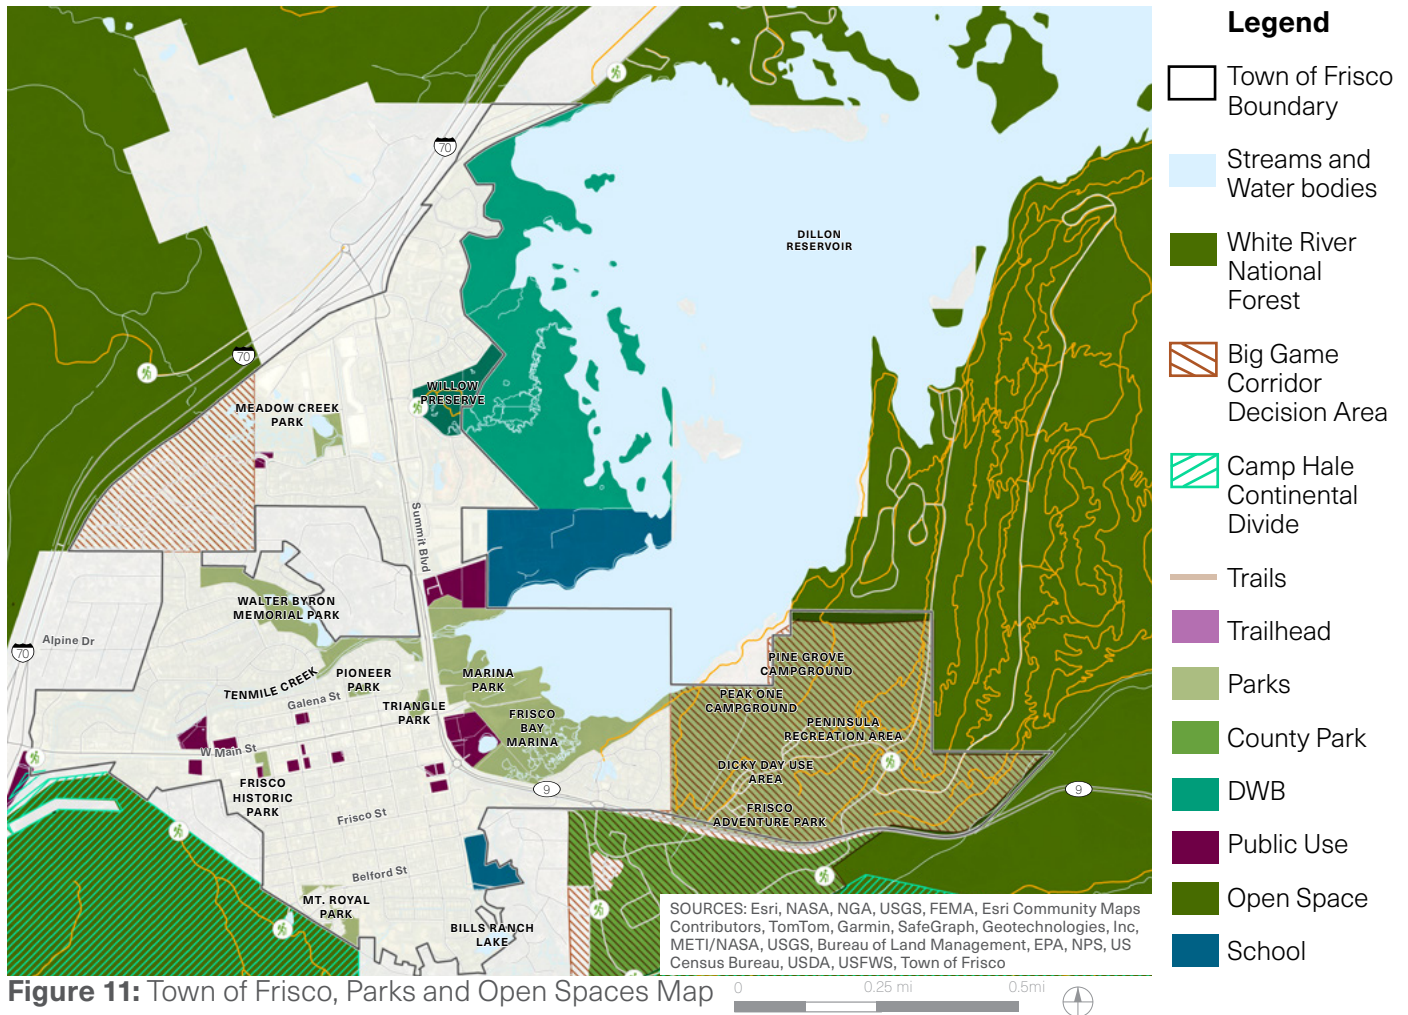 Legend
Town of Frisco
Boundary
Streams and
Water bodies
White River
National
Forest
Big Game
Corridor
Decision Area
Camp Hale
Continental
Divide
Trails
Trailhead
Parks
County Park
DWB
Public Use
Open Space
School
70
DILLON
RESERVOIR
70
WILLOW
PRESERVE
MEADOW CREEK
PARK
Summit Blvd
WALTER BYRON
MEMORIAL PARK
Alpine Dr
70
TENMILE CREEK
PIONEER
PARK
Galena St
TRIANGLE
PARK
MARINA
PARK
FRISCO
BAY
MARINA
PINE GROVE
CAMPGROUND
PEAK ONE
CAMPGROUND
PENINSULA
RECREATION AREA
W Main St
DICKY DAY USE
AREA
FRISCO
HISTORIC
PARK
9
9
FRISCO
ADVENTURE PARK
Frisco St
Belford St
MT. ROYAL
PARK
BILLS RANCH
LAKE
SOURCES: Esri, NASA, NGA, USGS, FEMA, Esri Community Maps
Contributors, TomTom, Garmin, SafeGraph, Geotechnologies, Inc,
METI/NASA, USGS, Bureau of Land Management, EPA, NPS, US
Census Bureau, USDA, USFWS, Town of Frisco
Figure 11: Town of Frisco, Parks and Open Spaces Map
0 0.25 mi 0.5mi